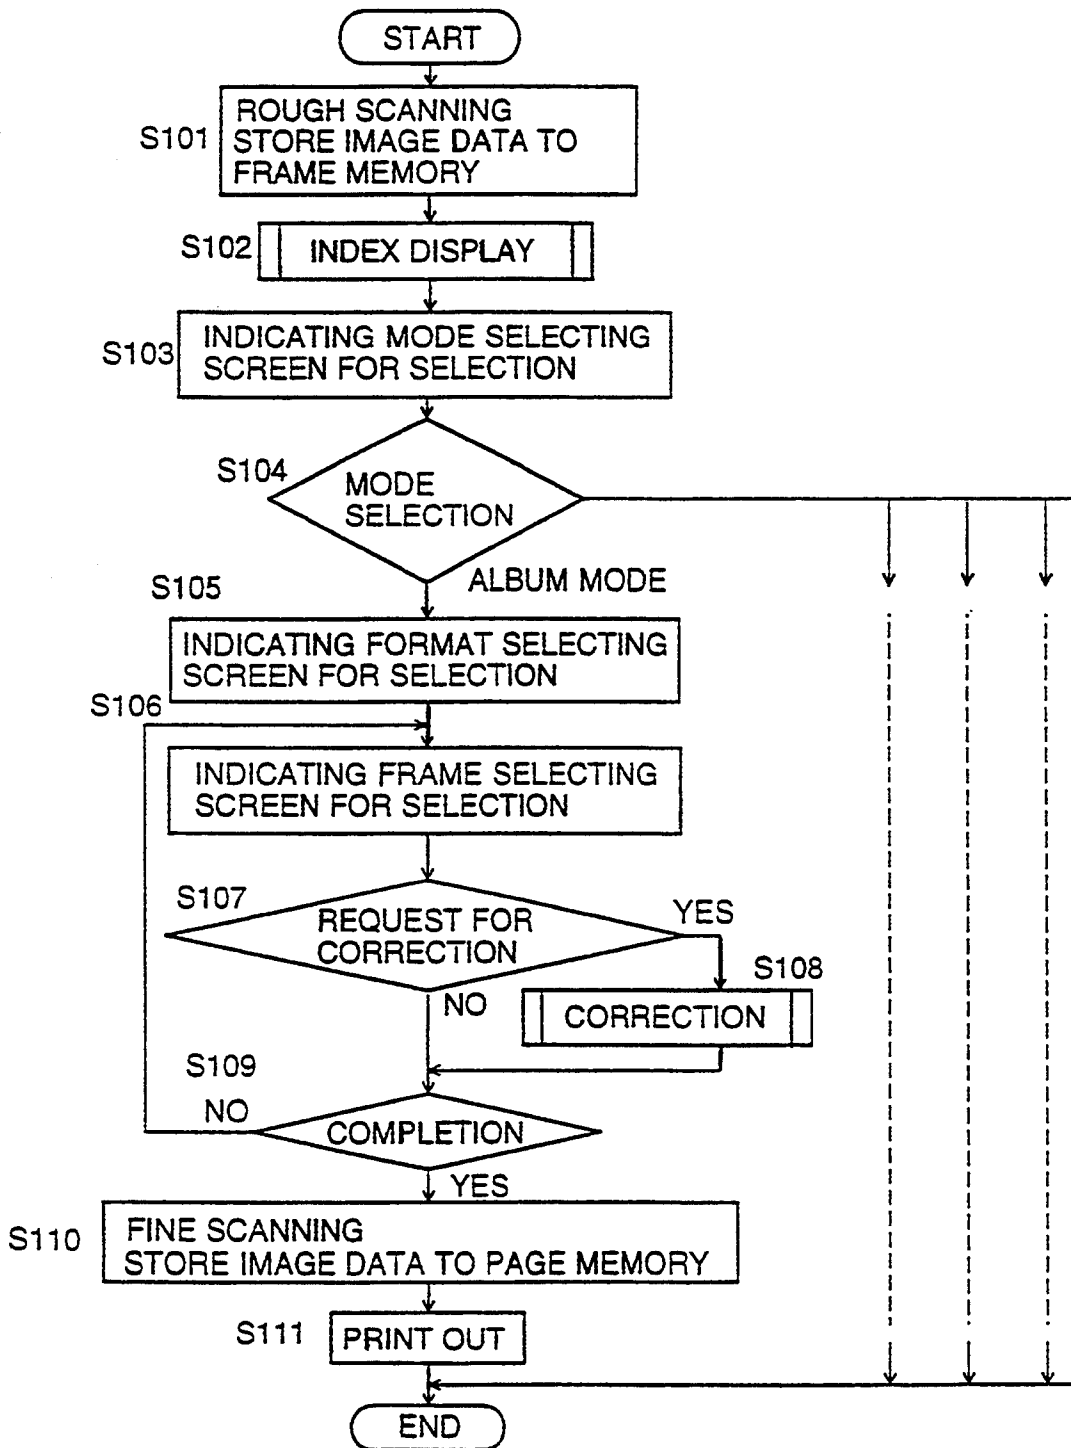 START
S101
ROUGH SCANNING
STORE IMAGE DATA TO
FRAME MEMORY
S102
INDEX DISPLAY
S103
INDICATING MODE SELECTING
SCREEN FOR SELECTION
S104
MODE
SELECTION
ALBUM MODE
S105
INDICATING FORMAT SELECTING
SCREEN FOR SELECTION
S106
INDICATING FRAME SELECTING
SCREEN FOR SELECTION
S107
REQUEST FOR
CORRECTION
YES
NO
S108
CORRECTION
S109
NO
COMPLETION
YES
S110
FINE SCANNING
STORE IMAGE DATA TO PAGE MEMORY
S111
PRINT OUT
END